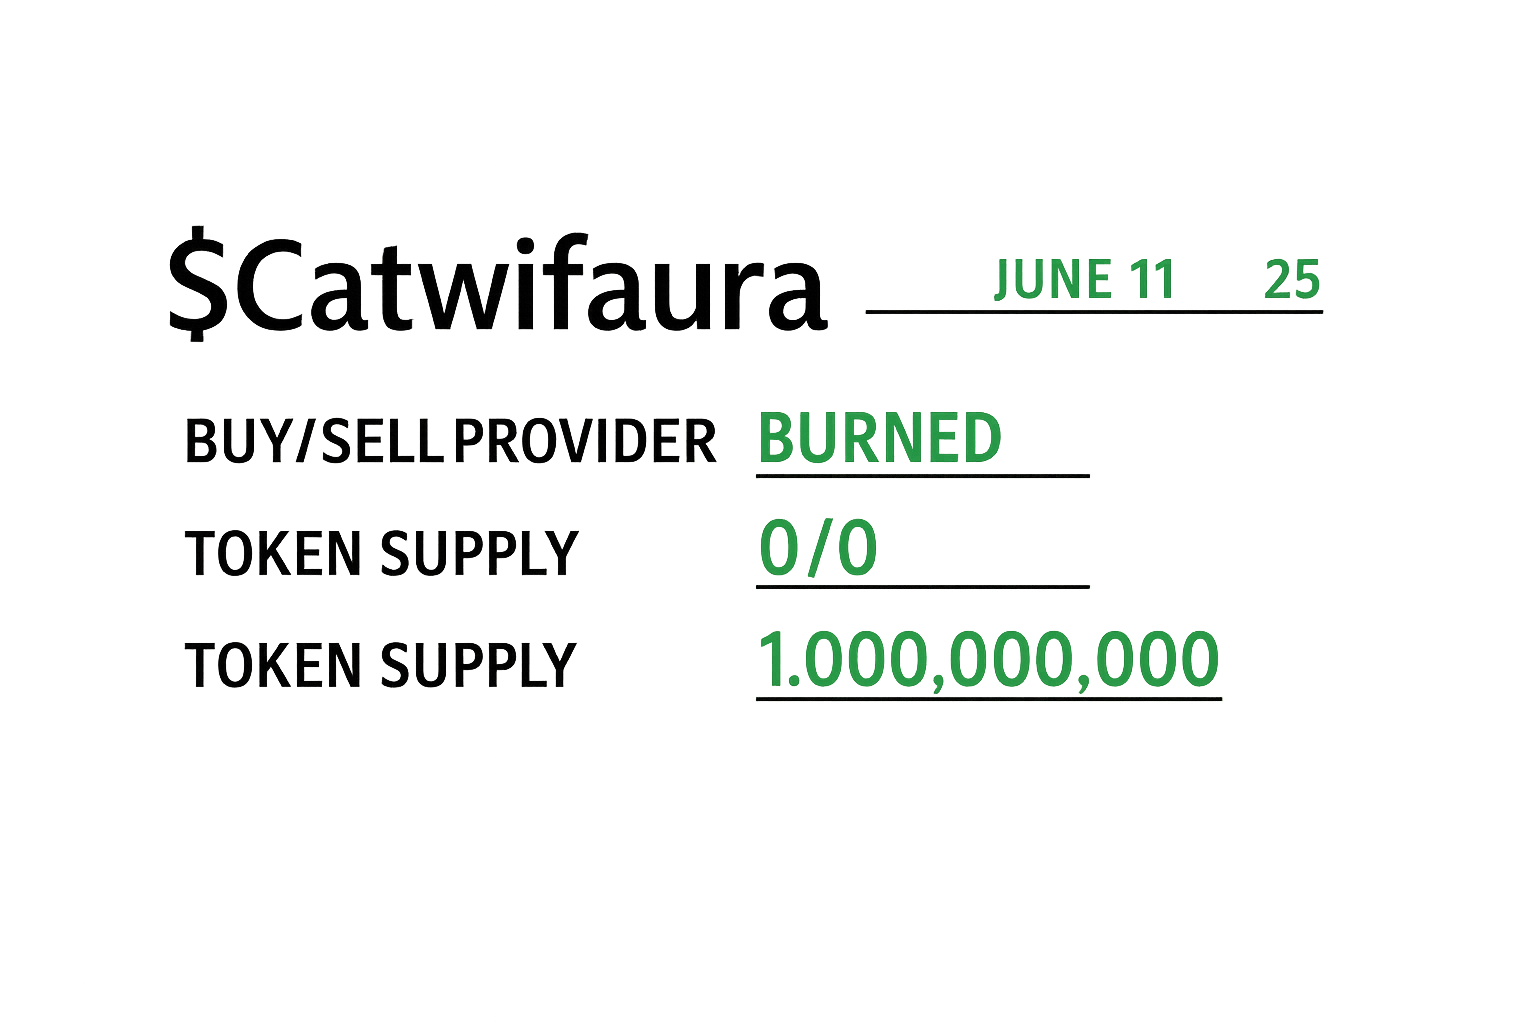 $Catwifaura JUNE 11 25
BUY/SELL PROVIDER BURNED
TOKEN SUPPLY 0/0
TOKEN SUPPLY 1.000,000,000